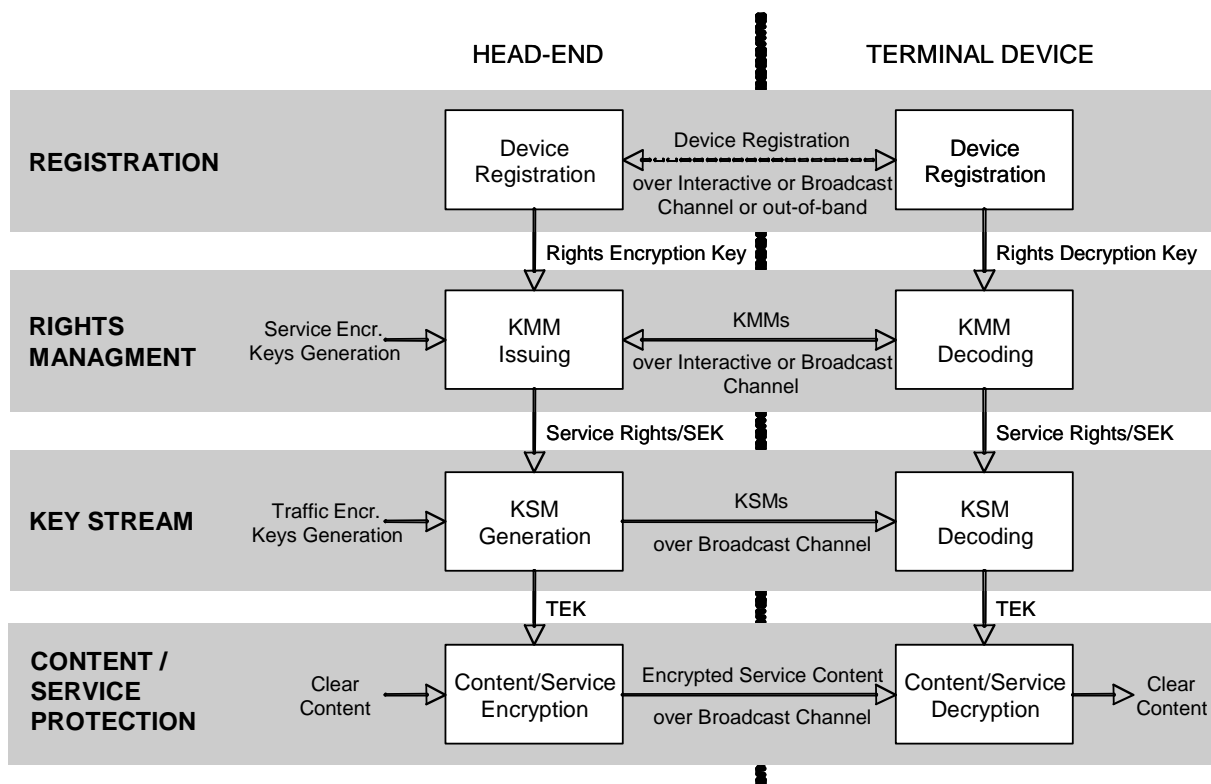 HEAD-END
TERMINAL DEVICE
REGISTRATION
Device
Registration
Device Registration
over Interactive or Broadcast
Channel or out-of-band
Device
Registration
Rights Encryption Key
Rights Decryption Key
RIGHTS
MANAGMENT
Service Encr.
Keys Generation
KMM
Issuing
KMMs
over Interactive or Broadcast
Channel
KMM
Decoding
Service Rights/SEK
Service Rights/SEK
KEY STREAM
Traffic Encr.
Keys Generation
KSM
Generation
KSMs
over Broadcast Channel
KSM
Decoding
TEK
TEK
CONTENT /
SERVICE
PROTECTION
Clear
Content
Content/Service
Encryption
Encrypted Service Content
over Broadcast Channel
Content/Service
Decryption
Clear
Content